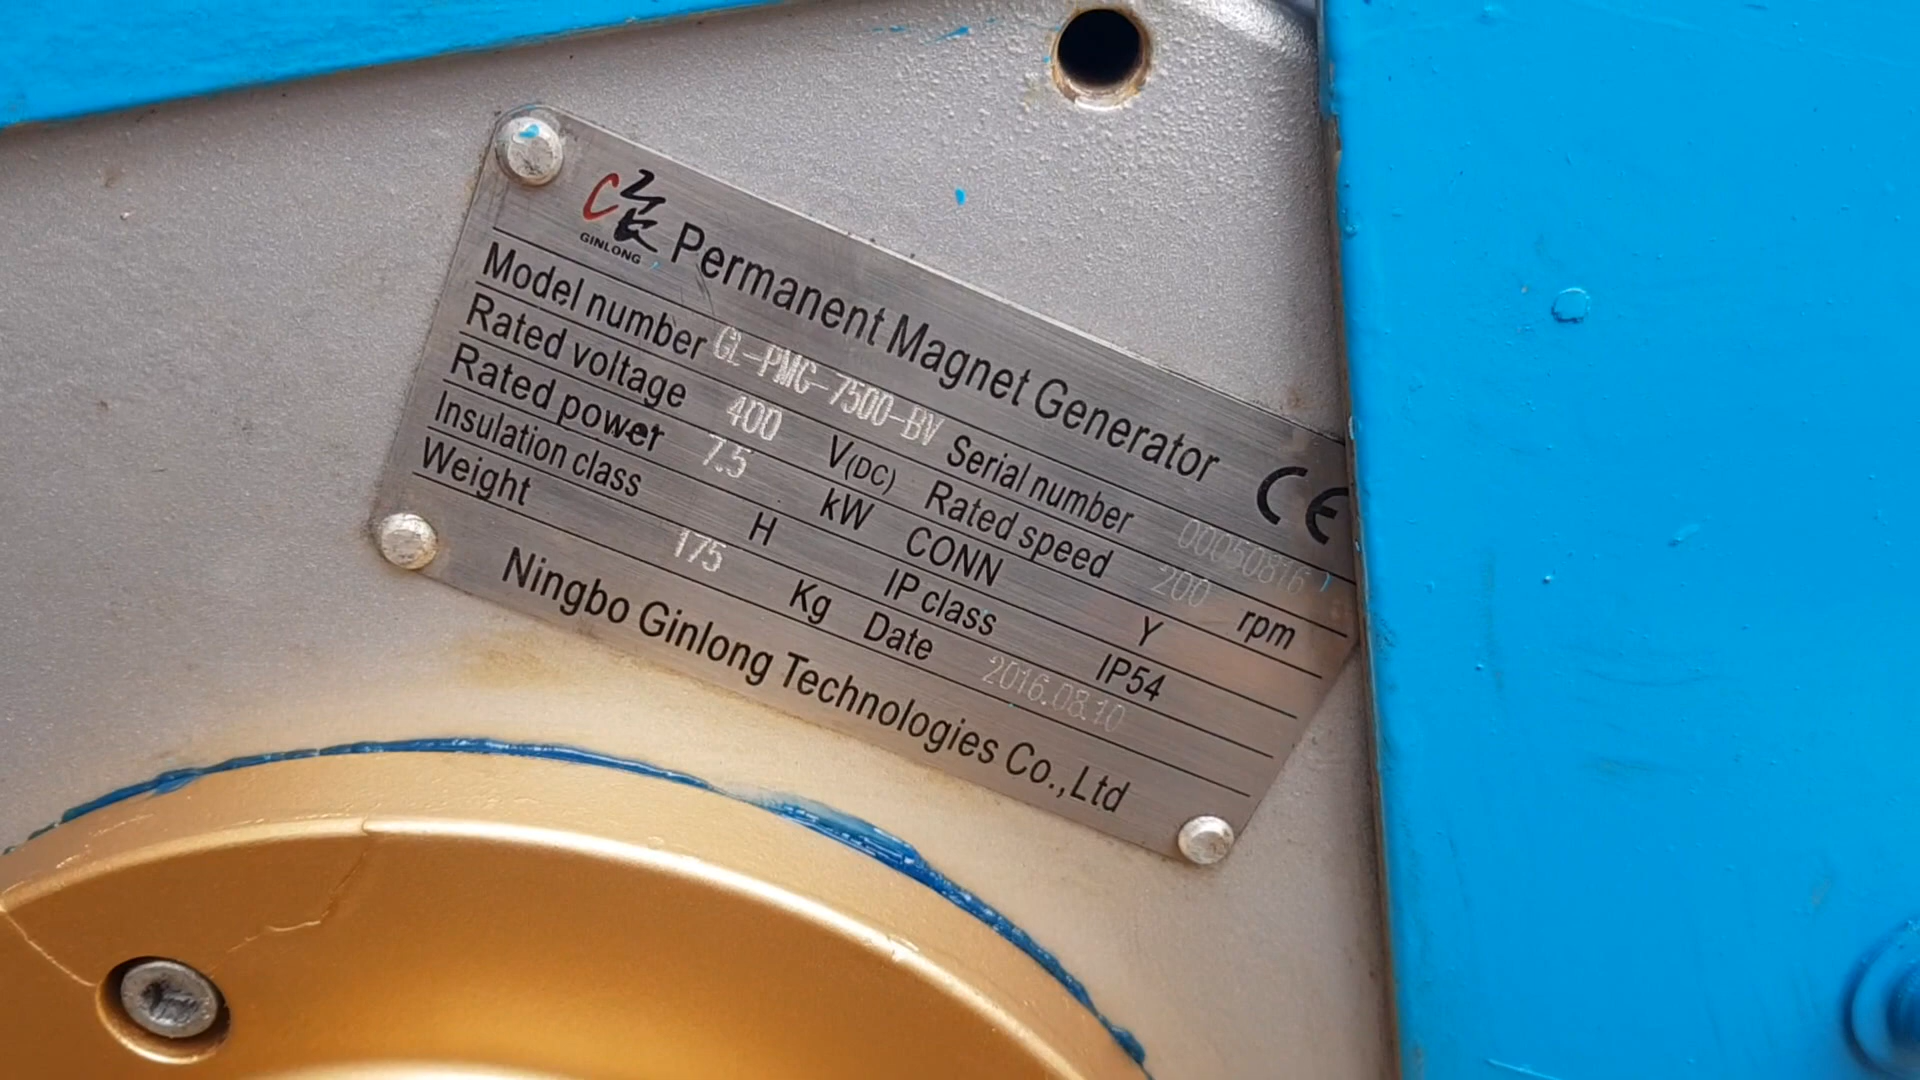 GINLONG
Permanent Magnet Generator CE
Model number GL-PMG-7500-BV Serial number 00050816
Rated voltage 400 V(DC) Rated speed 200 rpm
Rated power 7.5 kW CONN Y
Insulation class H IP class IP54
Weight 175 Kg Date 2016.08.10
Ningbo Ginlong Technologies Co.,Ltd